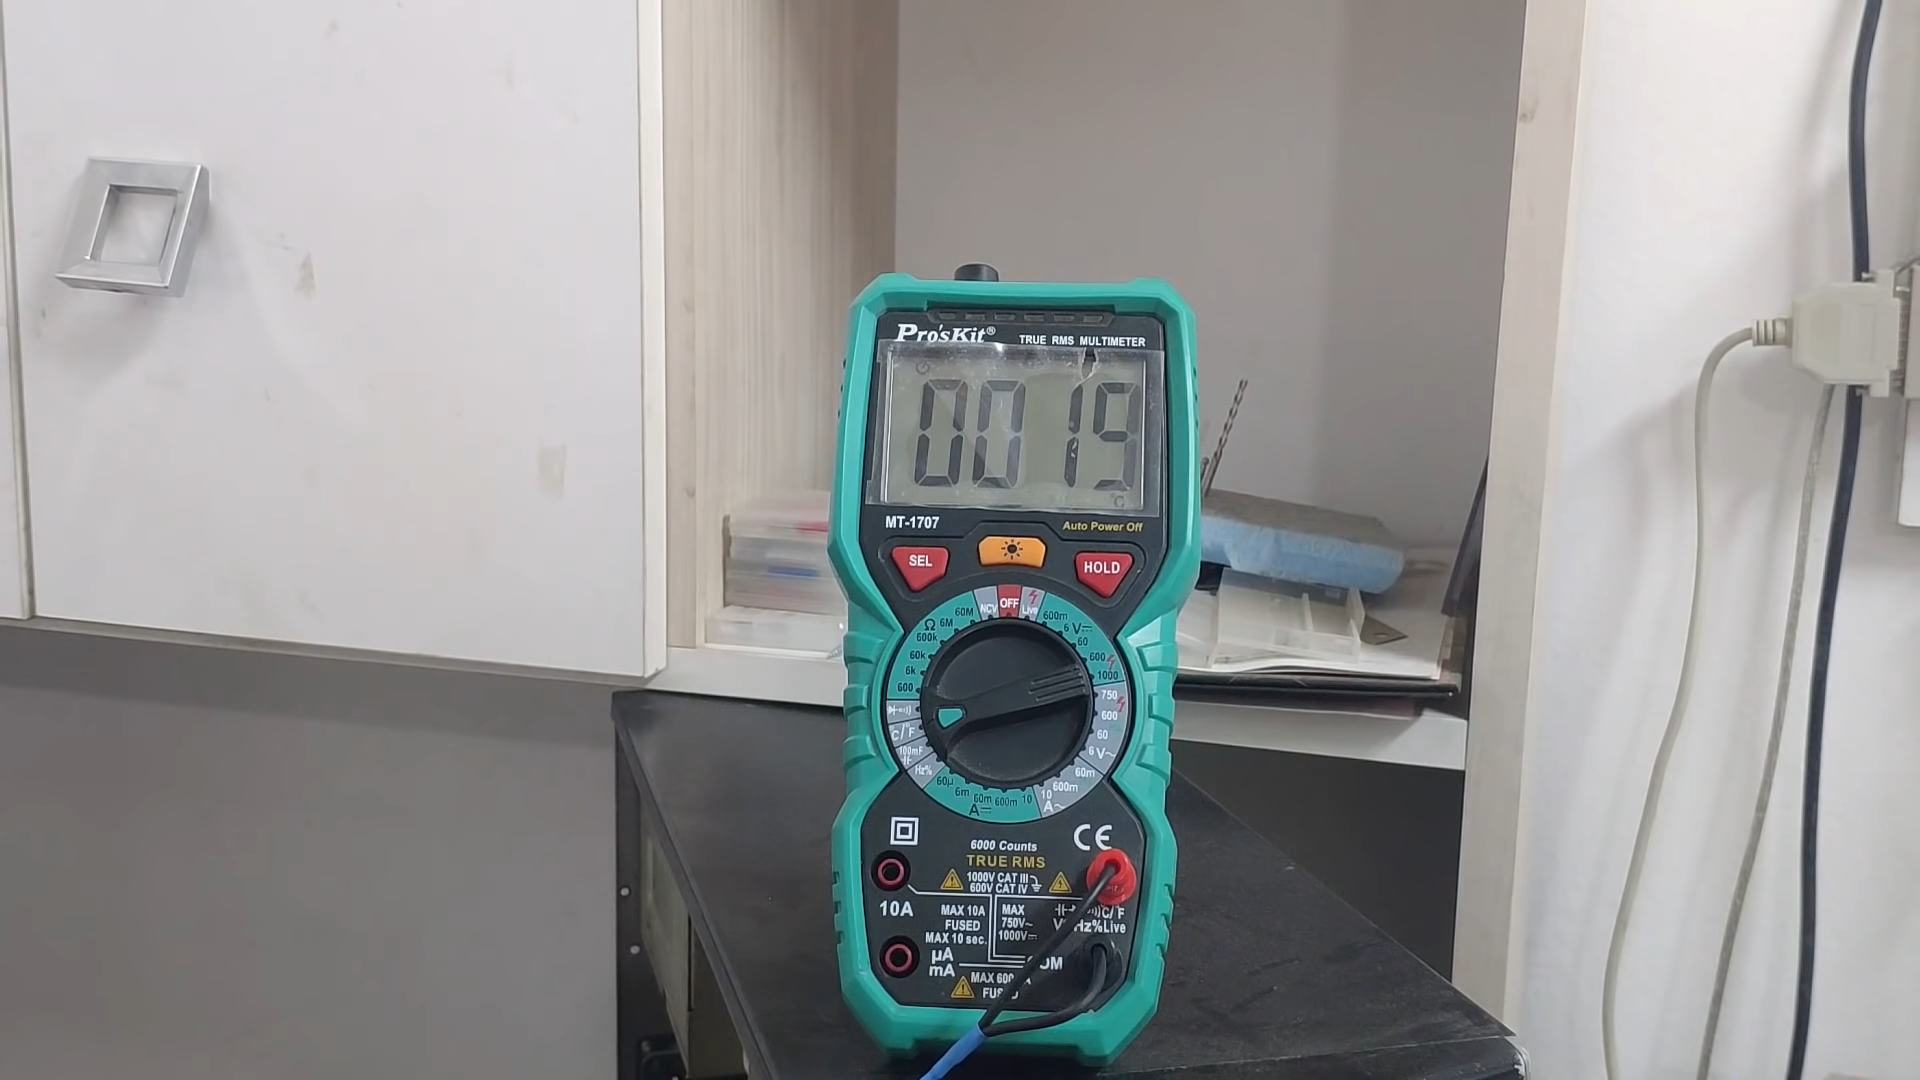 Pro'sKit®
TRUE RMS MULTIMETER
0019
°C
MT-1707
Auto Power Off
SEL
HOLD
NCV OFF Live
60M 6M 600k 60k 6k 600 Ω
600m 6 60 600 1000 V
750 600 60 6 V~
60m 600m 10 A~
°C/°F
100mF
Hz%
60µ 6m 60m 600m 10
A
6000 Counts
TRUE RMS
CE
1000V CAT III
600V CAT IV
10A
MAX 10A
FUSED
MAX 10 sec.
MAX
750V~
1000V
C/F
Hz%Live
µA
mA
FUSED